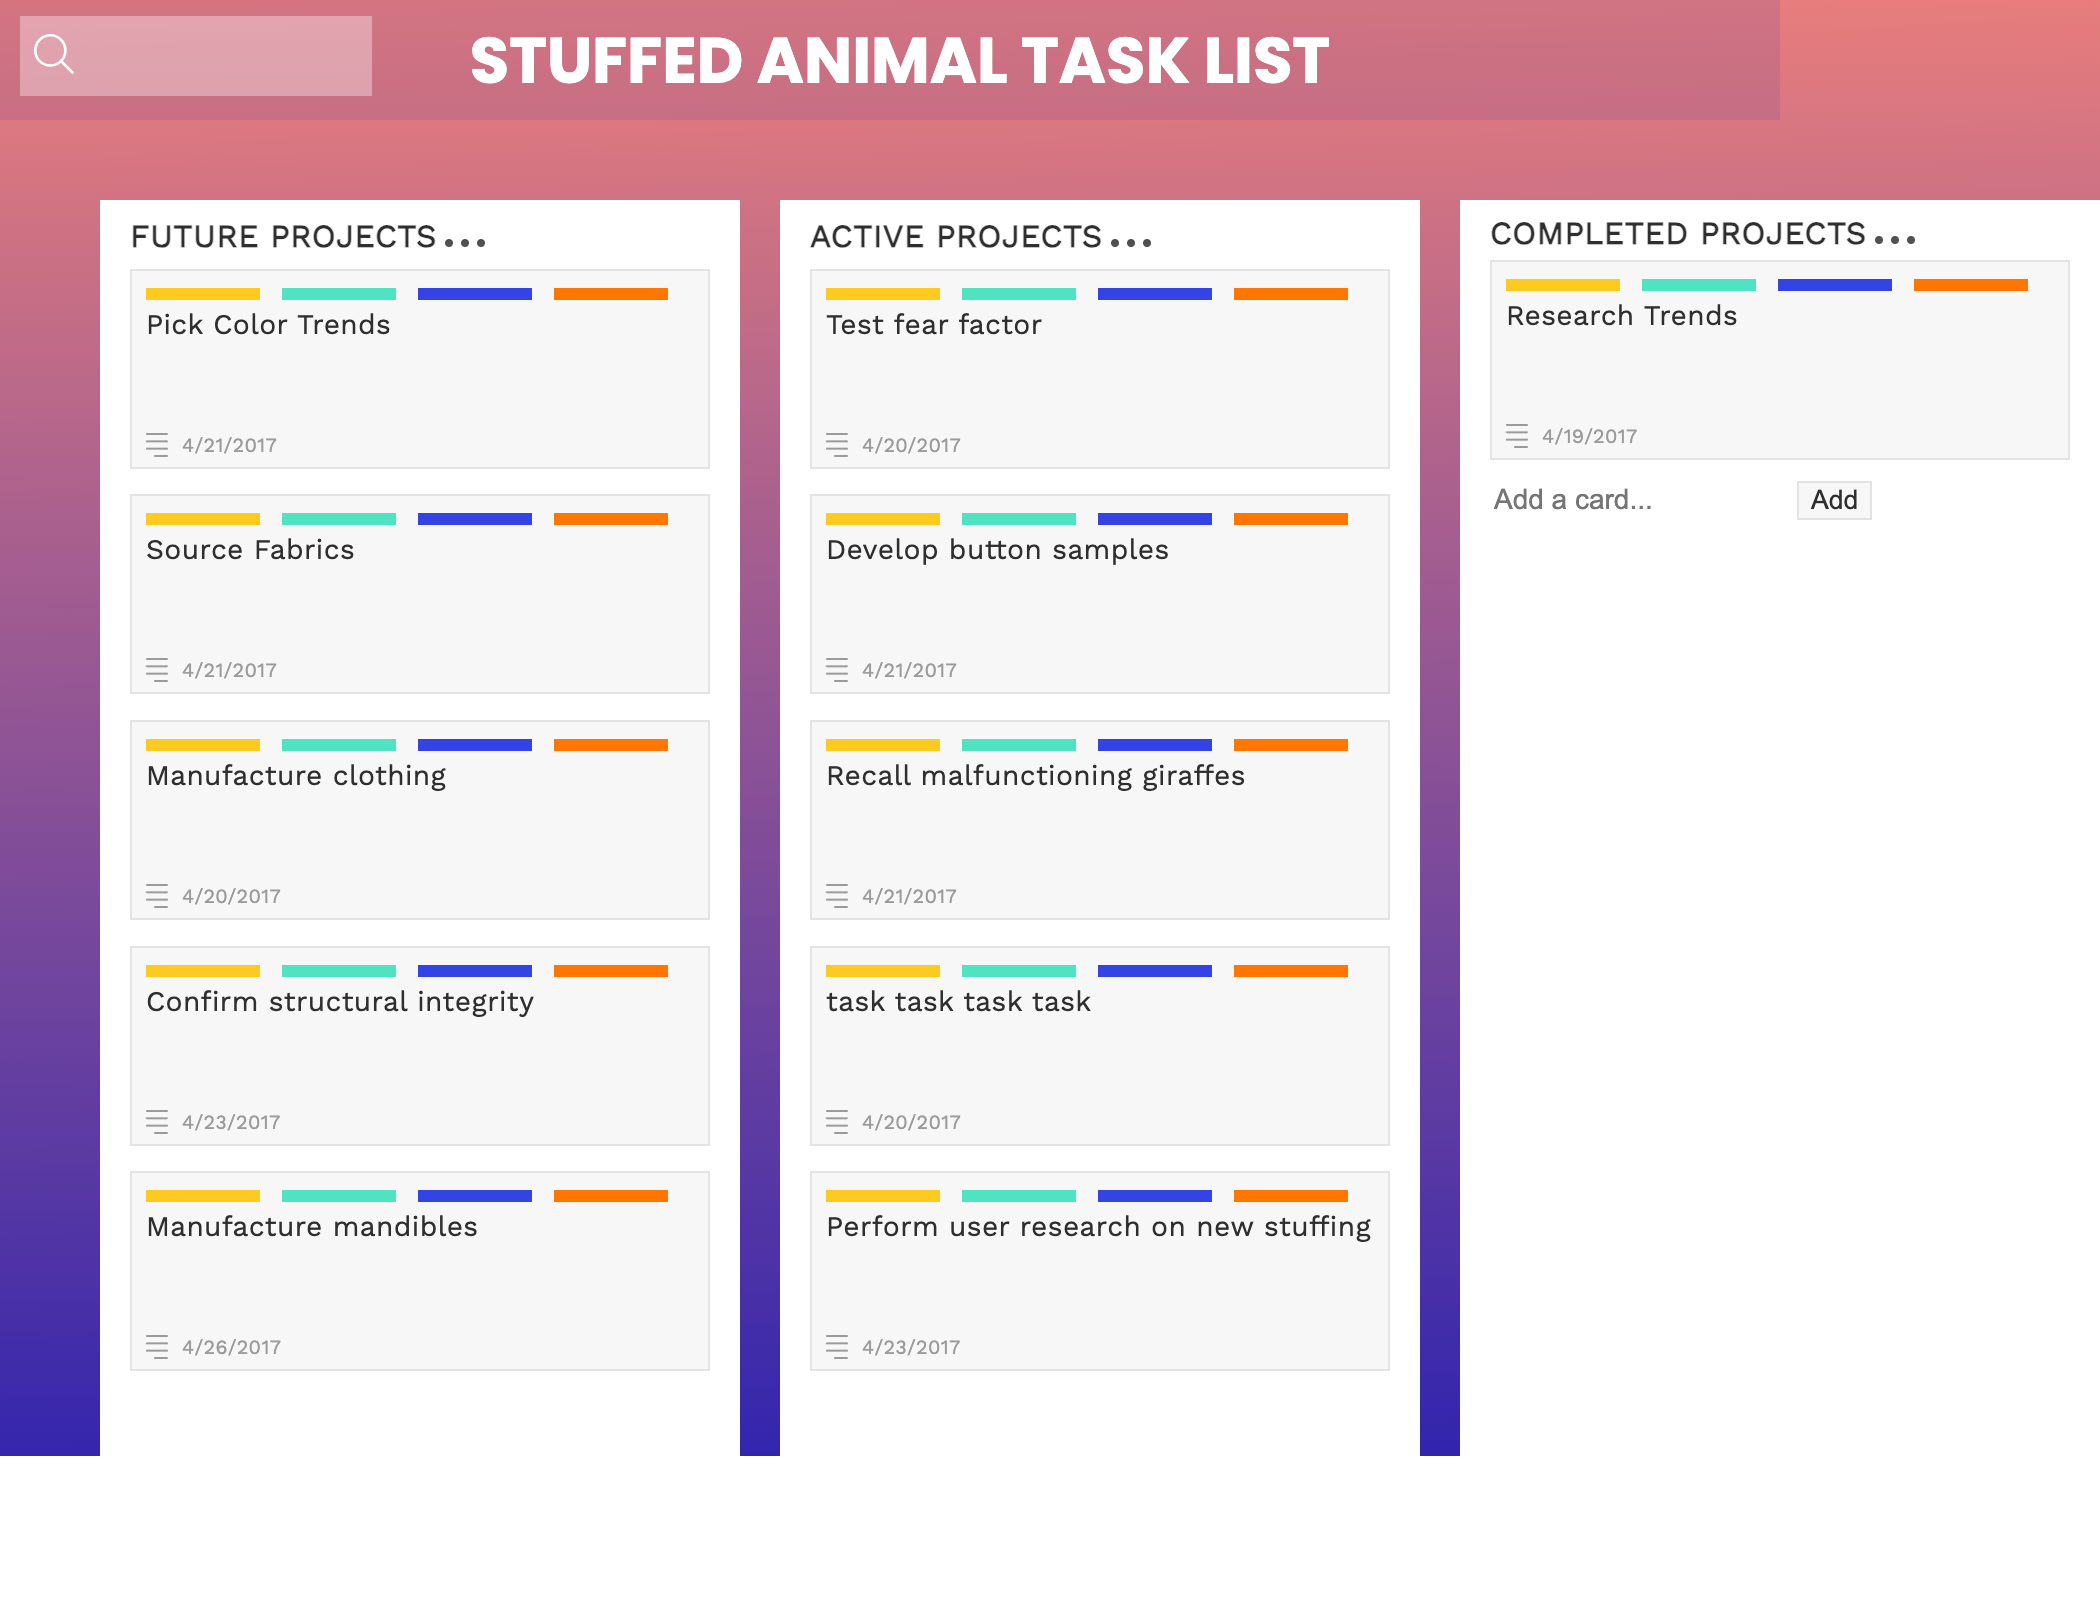 STUFFED ANIMAL TASK LIST
FUTURE PROJECTS...
Pick Color Trends
4/21/2017
Source Fabrics
4/21/2017
Manufacture clothing
4/20/2017
Confirm structural integrity
4/23/2017
Manufacture mandibles
4/26/2017
ACTIVE PROJECTS...
Test fear factor
4/20/2017
Develop button samples
4/21/2017
Recall malfunctioning giraffes
4/21/2017
task task task task
4/20/2017
Perform user research on new stuffing
4/23/2017
COMPLETED PROJECTS...
Research Trends
4/19/2017
Add a card... Add